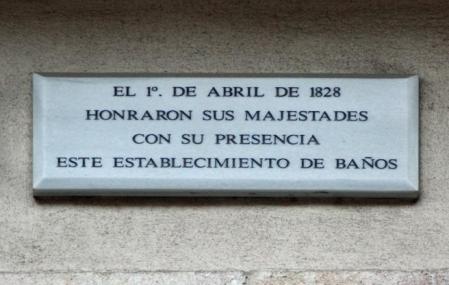 EL 1º. DE ABRIL DE 1828
HONRARON SUS MAJESTADES
CON SU PRESENCIA
ESTE ESTABLECIMIENTO DE BAÑOS